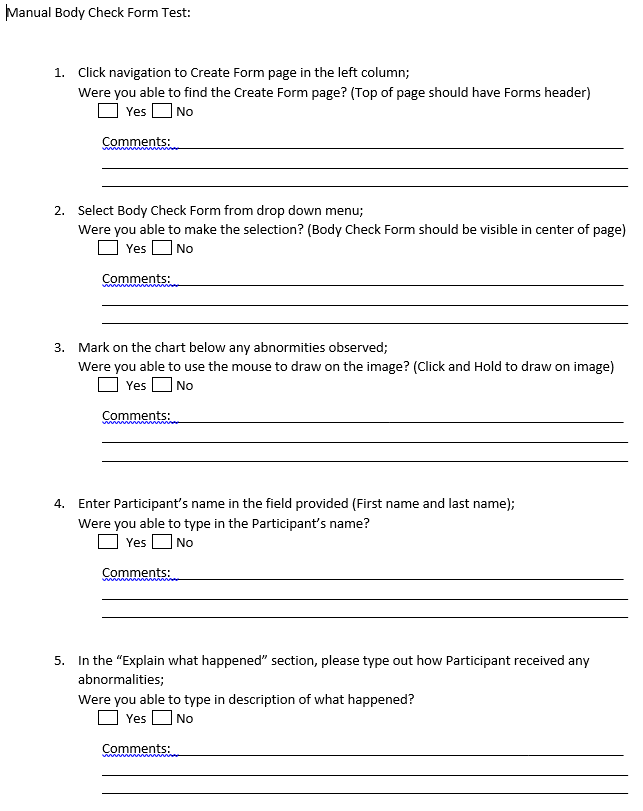 Manual Body Check Form Test:
1. Click navigation to Create Form page in the left column;
Were you able to find the Create Form page? (Top of page should have Forms header)
Yes No
Comments:
2. Select Body Check Form from drop down menu;
Were you able to make the selection? (Body Check Form should be visible in center of page)
Yes No
Comments:
3. Mark on the chart below any abnormities observed;
Were you able to use the mouse to draw on the image? (Click and Hold to draw on image)
Yes No
Comments:
4. Enter Participant’s name in the field provided (First name and last name);
Were you able to type in the Participant’s name?
Yes No
Comments:
5. In the “Explain what happened” section, please type out how Participant received any
abnormalities;
Were you able to type in description of what happened?
Yes No
Comments: